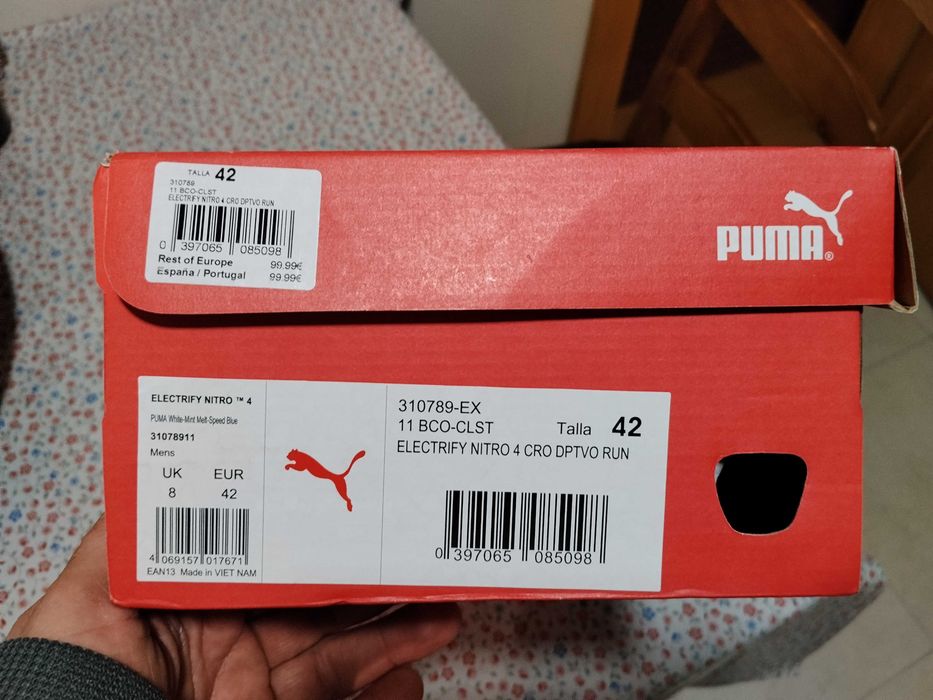 TALLA 42
310789
11 BCO-CLST
ELECTRIFY NITRO 4 CRO DPTVO RUN
0 397065 085098
Rest of Europe 99.99€
España / Portugal 99.99€
PUMA®
ELECTRIFY NITRO ™ 4
PUMA White-Mint Melt-Speed Blue
31078911
Mens
UK EUR
8 42
4 069157 017671
EAN13 Made in VIET NAM
310789-EX
11 BCO-CLST Talla 42
ELECTRIFY NITRO 4 CRO DPTVO RUN
0 397065 085098